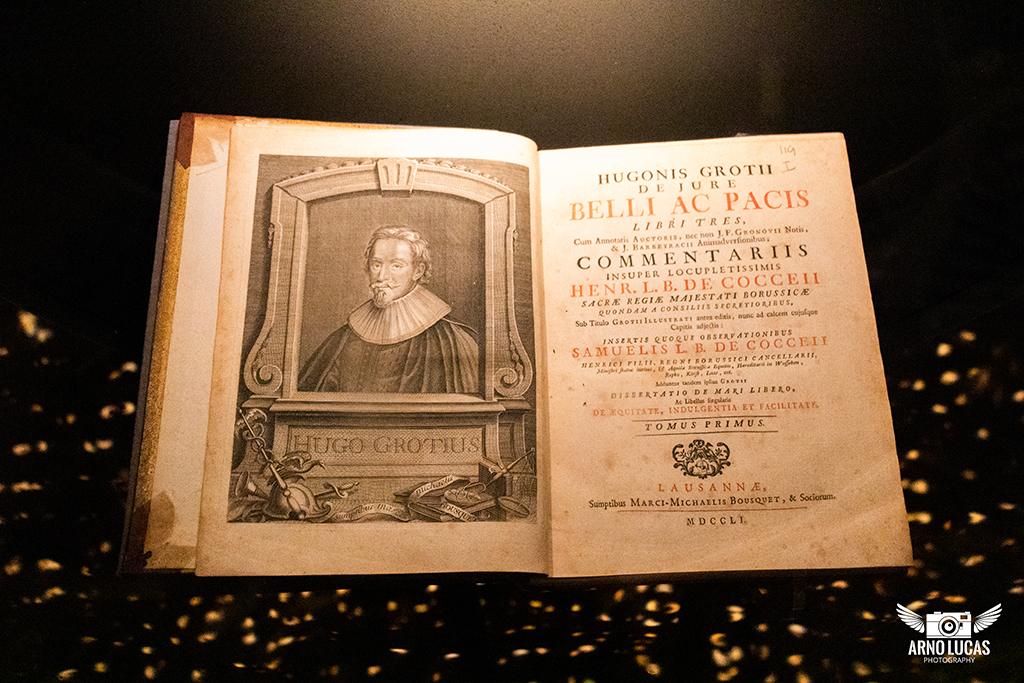 HUGO GROTIUS
Michaelis
BOUSQUET
119
I
HUGONIS GROTII
DE JURE
BELLI AC PACIS
LIBRI TRES,
Cum Annotatis AUCTORIS, nec non J. F. GRONOVII Notis,
& J. BARBEYRACII Animadversionibus;
COMMENTARIIS
INSUPER LOCUPLETISSIMIS
HENR. L. B. DE COCCEII
SACRÆ REGIÆ MAJESTATI BORUSSICÆ
QUONDAM A CONSILIIS SECRETIORIBUS,
Sub Titulo GROTII ILLUSTRATI antea editis, nunc ad calcem cujusque
Capitis adjectis:
INSERTIS QUOQUE OBSERVATIONIBUS
SAMUELIS L. B. DE COCCEII
HENRICI FILII, REGNI BORUSSICI CANCELLARII,
Adduntur tandem ipsius GROTII
DISSERTATIO DE MARI LIBERO,
Ac Libellus singularis
DE ÆQUITATE, INDULGENTIA ET FACILITATE.
TOMUS PRIMUS.
LAUSANNÆ,
Sumptibus MARCI-MICHAELIS BOUSQUET, & Sociorum.
MDCCLI.
ARNO LUCAS
PHOTOGRAPHY